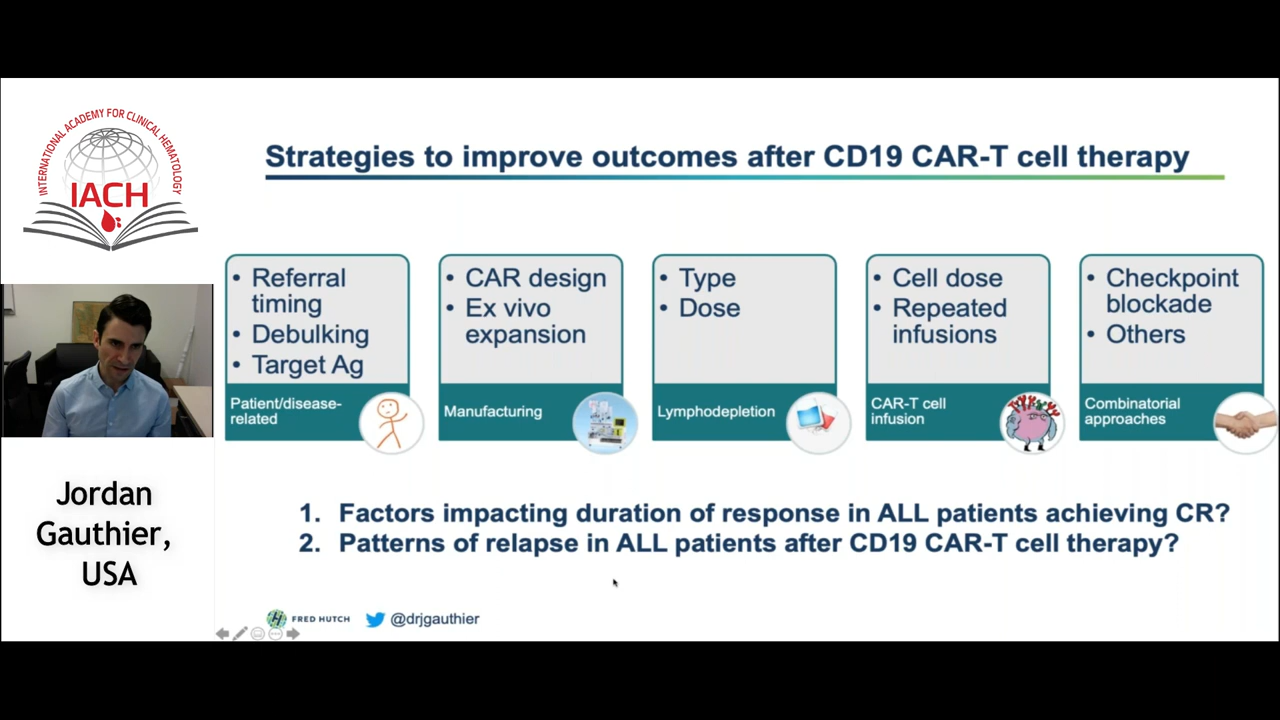 INTERNATIONAL ACADEMY FOR CLINICAL HEMATOLOGY
IACH
Strategies to improve outcomes after CD19 CAR-T cell therapy
• Referral
timing
• Debulking
• Target Ag
Patient/disease-
related
• CAR design
• Ex vivo
expansion
Manufacturing
• Type
• Dose
Lymphodepletion
• Cell dose
• Repeated
infusions
CAR-T cell
infusion
• Checkpoint
blockade
• Others
Combinatorial
approaches
Jordan
Gauthier,
USA
1. Factors impacting duration of response in ALL patients achieving CR?
2. Patterns of relapse in ALL patients after CD19 CAR-T cell therapy?
FRED HUTCH @drjgauthier